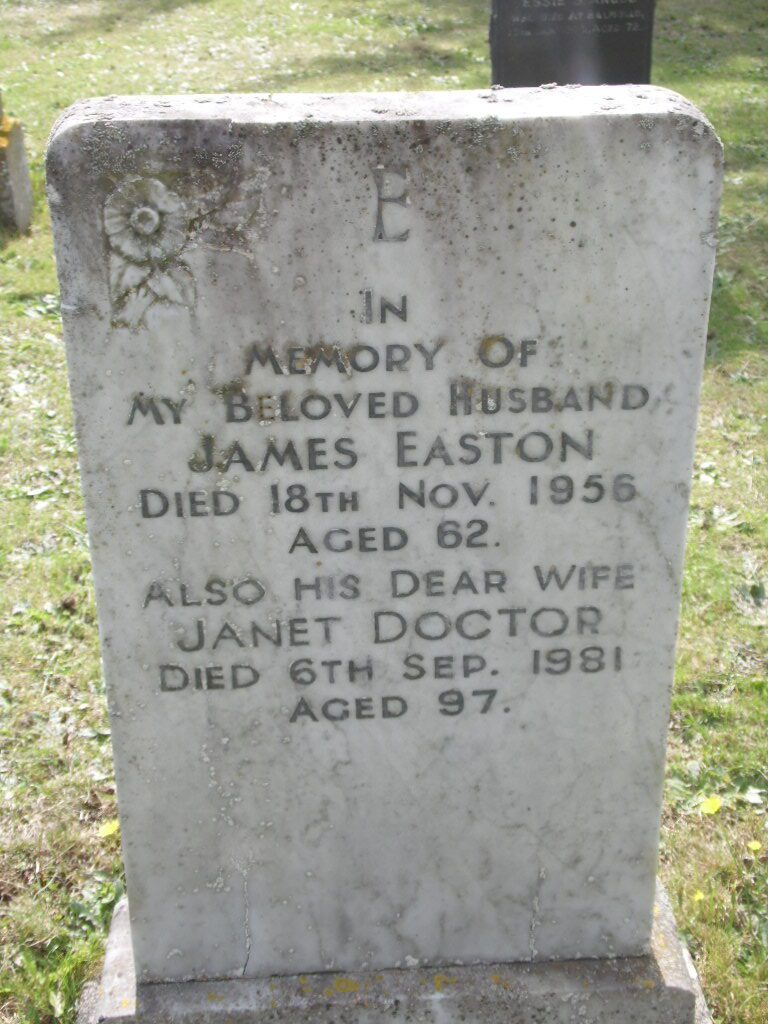 ESSIE
E
IN
MEMORY OF
MY BELOVED HUSBAND
JAMES EASTON
DIED 18TH NOV. 1956
AGED 62.
ALSO HIS DEAR WIFE
JANET DOCTOR
DIED 6TH SEP. 1981
AGED 97.